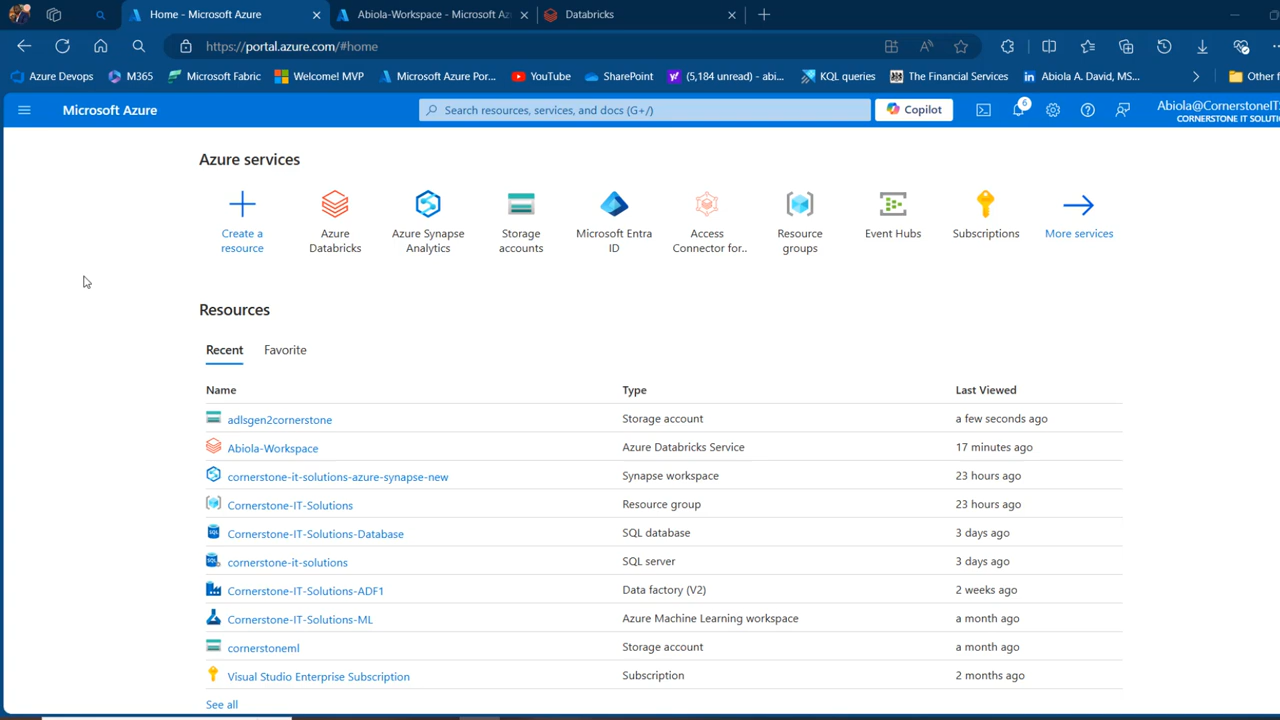 Home - Microsoft Azure
Abiola-Workspace - Microsoft Az
Databricks
https://portal.azure.com/#home
Azure Devops
M365
Microsoft Fabric
Welcome! MVP
Microsoft Azure Por...
YouTube
SharePoint
(5,184 unread) - abi...
KQL queries
The Financial Services
Abiola A. David, MS...
Other f
Microsoft Azure
Search resources, services, and docs (G+/)
Copilot
6
Abiola@CornerstoneITS
CORNERSTONE IT SOLUTI
Azure services
Create a resource
Azure Databricks
Azure Synapse Analytics
Storage accounts
Microsoft Entra ID
Access Connector for..
Resource groups
Event Hubs
Subscriptions
More services
Resources
Recent Favorite
Name Type Last Viewed
adlsgen2cornerstone Storage account a few seconds ago
Abiola-Workspace Azure Databricks Service 17 minutes ago
cornerstone-it-solutions-azure-synapse-new Synapse workspace 23 hours ago
Cornerstone-IT-Solutions Resource group 23 hours ago
Cornerstone-IT-Solutions-Database SQL database 3 days ago
cornerstone-it-solutions SQL server 3 days ago
Cornerstone-IT-Solutions-ADF1 Data factory (V2) 2 weeks ago
Cornerstone-IT-Solutions-ML Azure Machine Learning workspace a month ago
cornerstoneml Storage account a month ago
Visual Studio Enterprise Subscription Subscription 2 months ago
See all